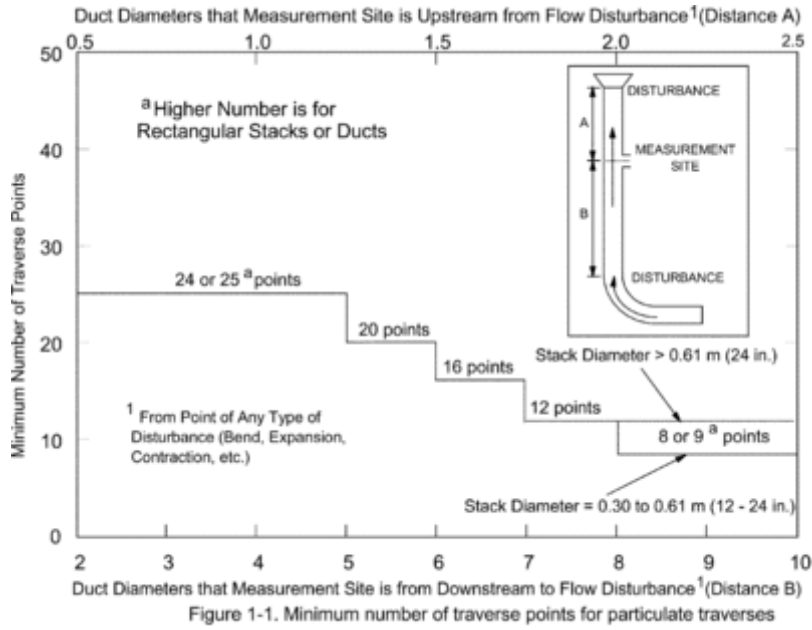 Duct Diameters that Measurement Site is Upstream from Flow Disturbance¹(Distance A)
0.5 1.0 1.5 2.0 2.5
50
40
30
20
10
0
Minimum Number of Traverse Points
ᵃ Higher Number is for
Rectangular Stacks or Ducts
A
B
DISTURBANCE
MEASUREMENT
SITE
DISTURBANCE
24 or 25 ᵃ points
20 points
16 points
12 points
Stack Diameter > 0.61 m (24 in.)
8 or 9 ᵃ points
Stack Diameter = 0.30 to 0.61 m (12 - 24 in.)
¹ From Point of Any Type of
Disturbance (Bend, Expansion,
Contraction, etc.)
2 3 4 5 6 7 8 9 10
Duct Diameters that Measurement Site is from Downstream to Flow Disturbance¹(Distance B)
Figure 1-1. Minimum number of traverse points for particulate traverses